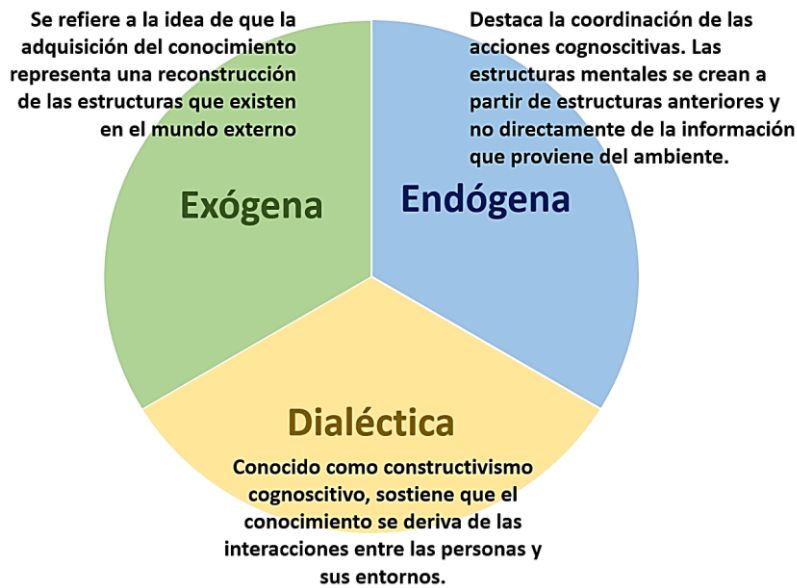 Se refiere a la idea de que la
adquisición del conocimiento
representa una reconstrucción
de las estructuras que existen
en el mundo externo
Exógena
Destaca la coordinación de las
acciones cognoscitivas. Las
estructuras mentales se crean a
partir de estructuras anteriores y
no directamente de la información
que proviene del ambiente.
Endógena
Dialéctica
Conocido como constructivismo
cognoscitivo, sostiene que el
conocimiento se deriva de las
interacciones entre las personas y
sus entornos.